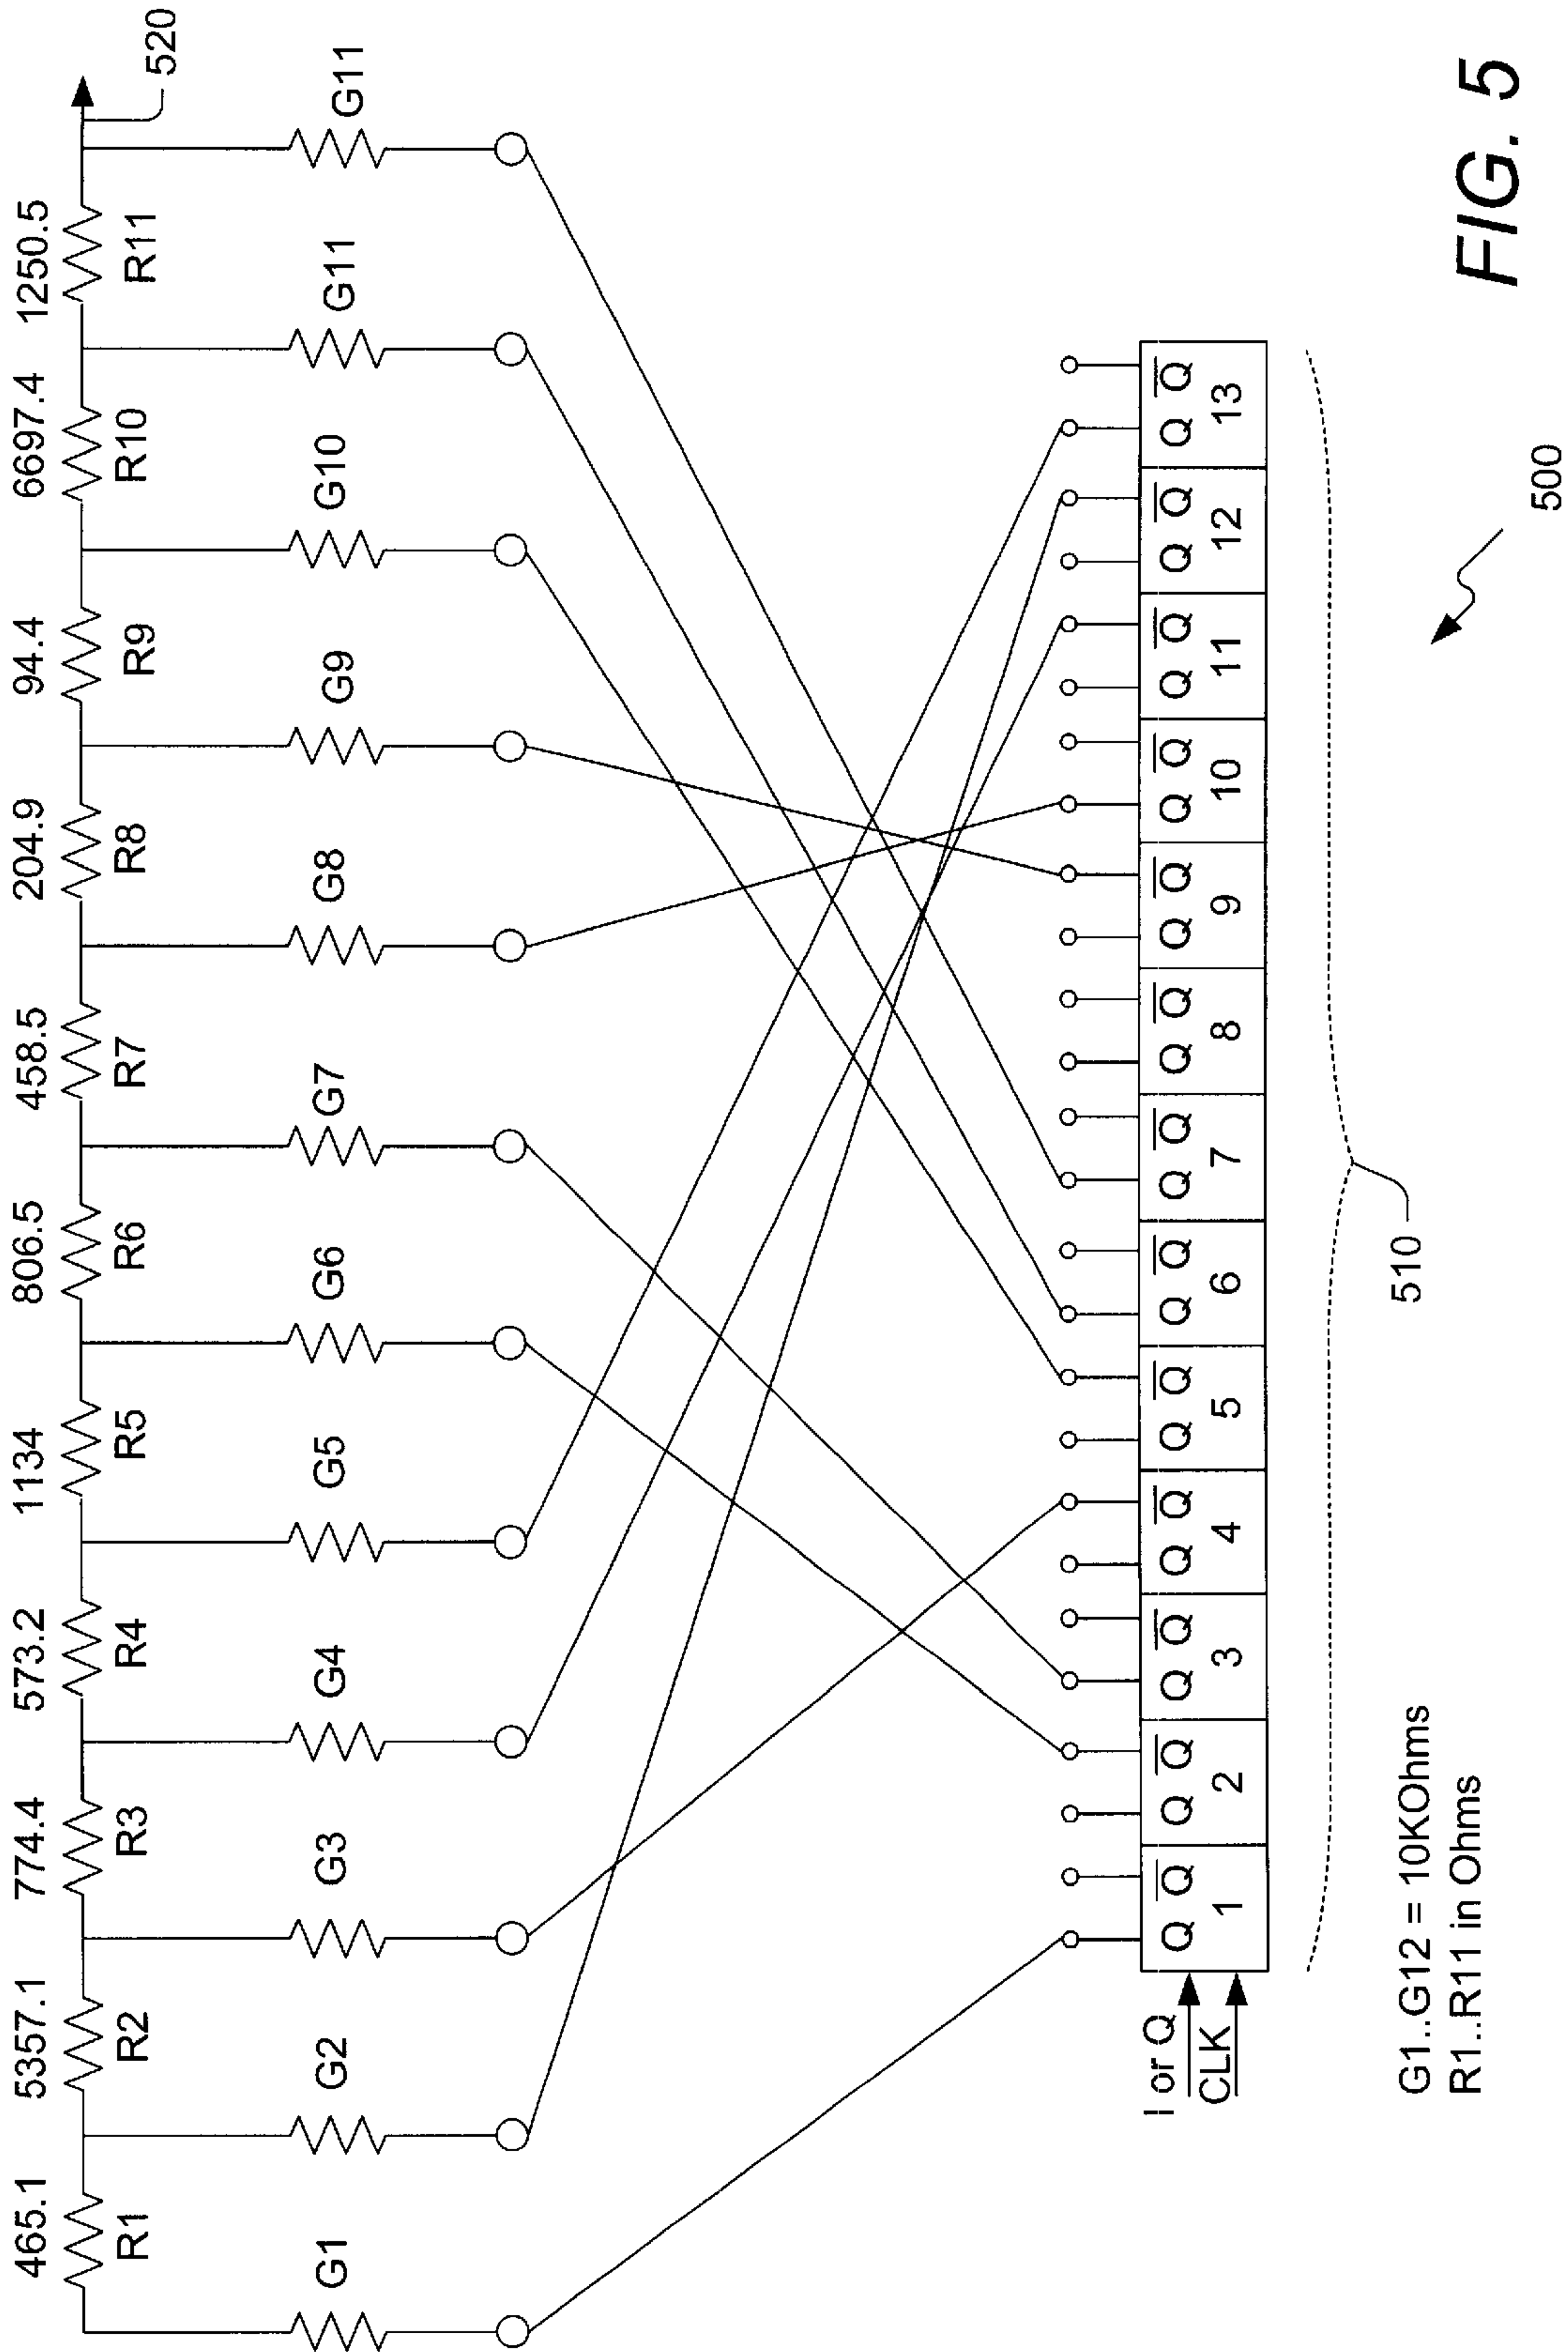 465.1 5357.1 774.4 573.2 1134 806.5 458.5 204.9 94.4 6697.4 1250.5
R1 R2 R3 R4 R5 R6 R7 R8 R9 R10 R11
520
G1 G2 G3 G4 G5 G6 G7 G8 G9 G10 G11 G11
I or Q
CLK
Q Q̅ Q Q̅ Q Q̅ Q Q̅ Q Q̅ Q Q̅ Q Q̅ Q Q̅ Q Q̅ Q Q̅ Q Q̅ Q Q̅ Q Q̅
1 2 3 4 5 6 7 8 9 10 11 12 13
510
G1..G12 = 10KOhms
R1..R11 in Ohms
500
FIG. 5